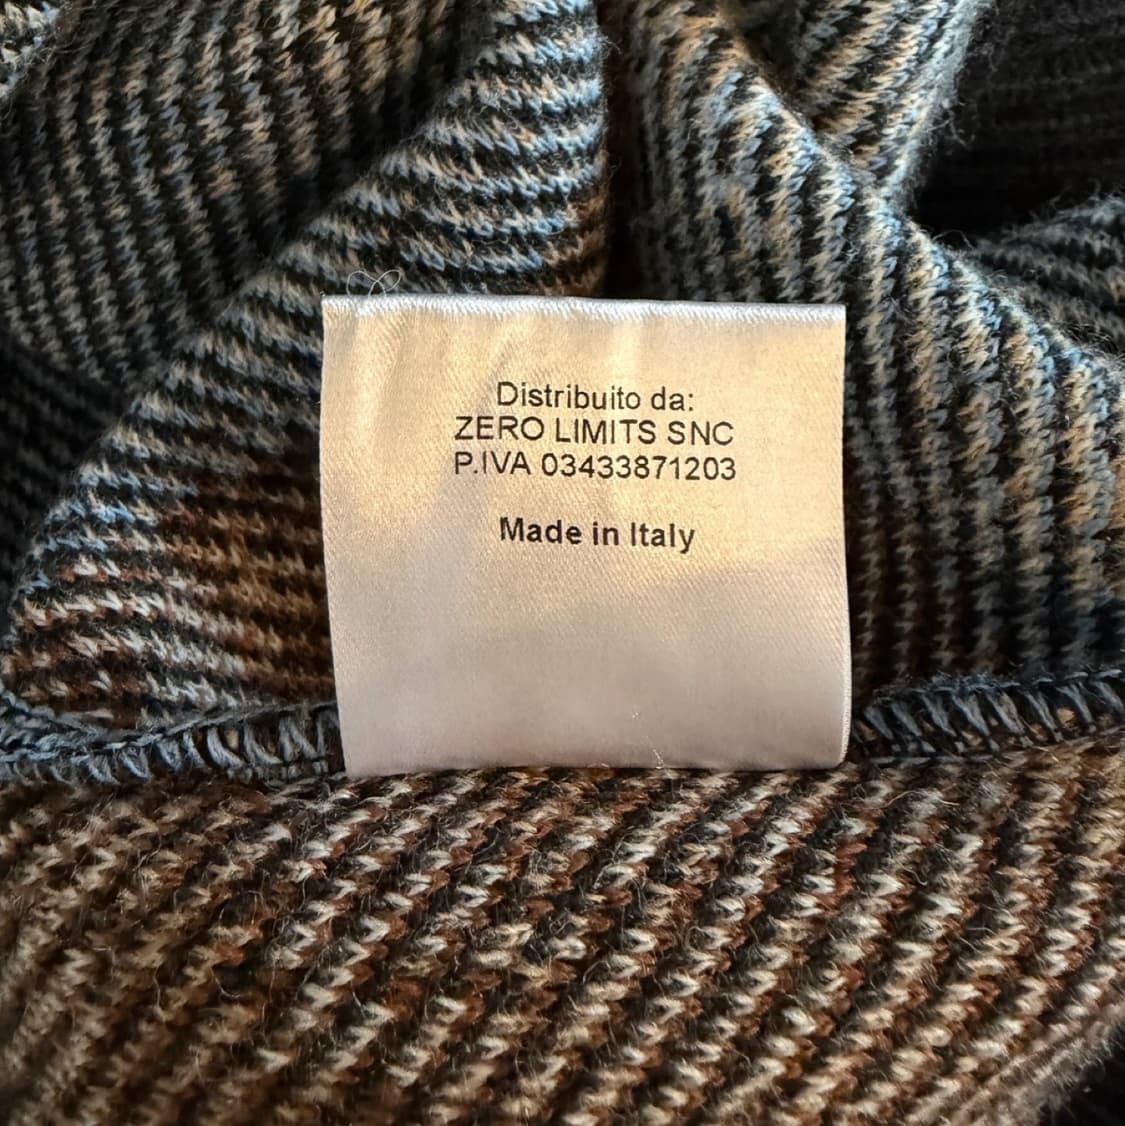 Distribuito da:
ZERO LIMITS SNC
P.IVA 03433871203
Made in Italy